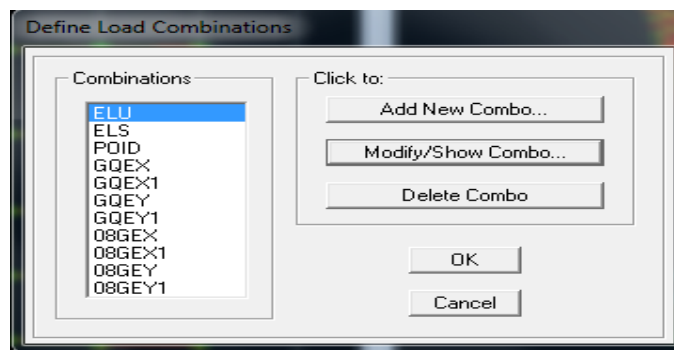 Define Load Combinations
Combinations
ELU
ELS
POID
GQEX
GQEX1
GQEY
GQEY1
08GEX
08GEX1
08GEY
08GEY1
Click to:
Add New Combo...
Modify/Show Combo...
Delete Combo
OK
Cancel